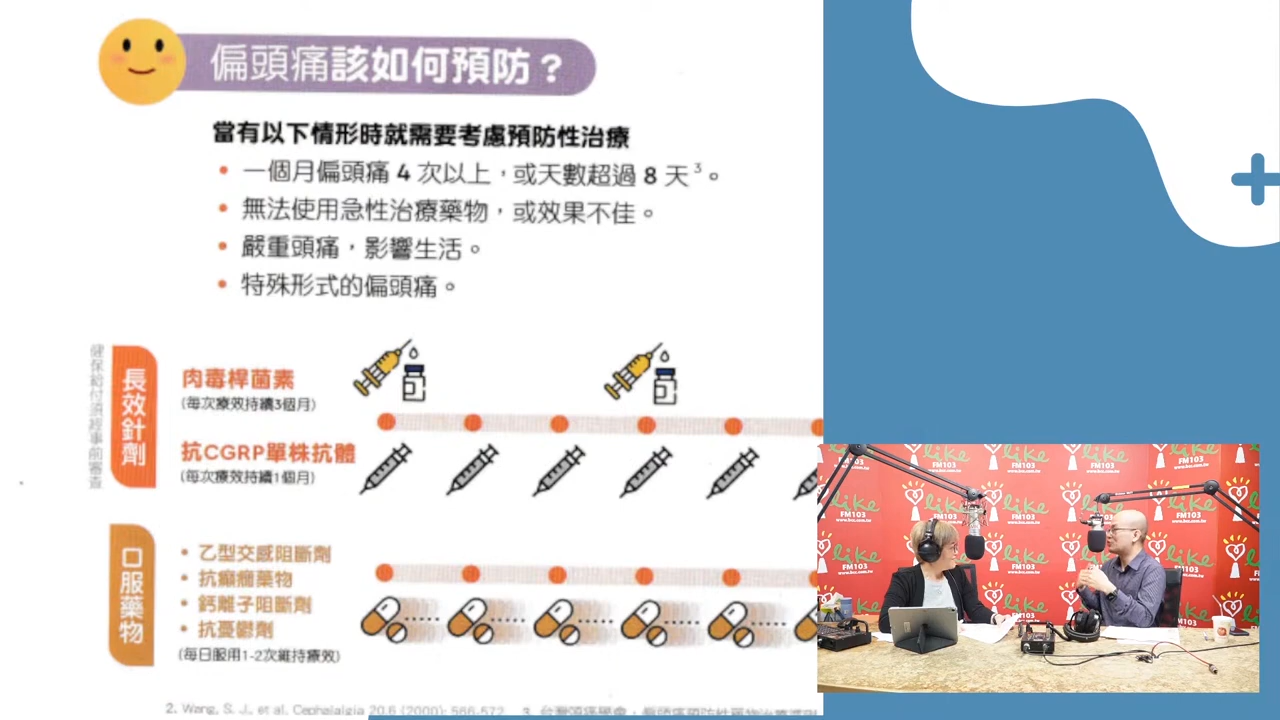 偏頭痛該如何預防？
當有以下情形時就需要考慮預防性治療
• 一個月偏頭痛 4 次以上，或天數超過 8 天³。
• 無法使用急性治療藥物，或效果不佳。
• 嚴重頭痛，影響生活。
• 特殊形式的偏頭痛。
健保給付須經事前審查
長效針劑
肉毒桿菌素
(每次療效持續3個月)
抗CGRP單株抗體
(每次療效持續1個月)
口服藥物
• 乙型交感阻斷劑
• 抗癲癇藥物
• 鈣離子阻斷劑
• 抗憂鬱劑
(每日服用1-2次維持療效)
2. Wang, S. J., et al. Cephalalgia 20.6 (2000): 566-572
3. 台灣頭痛學會
like
FM103